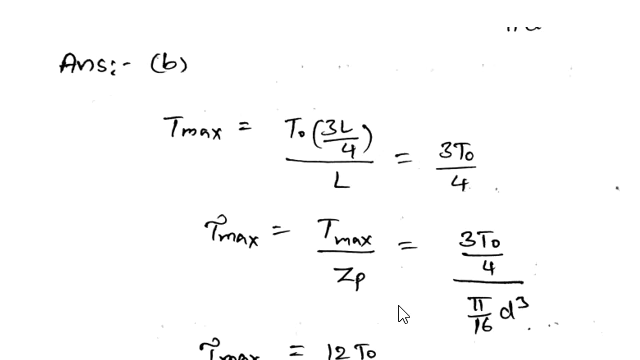 Ans:- (b)
Tmax = T₀(3L/4)/L = 3T₀/4
τmax = Tmax/Zp = (3T₀/4)/(π/16 d³)
τmax = 12T₀